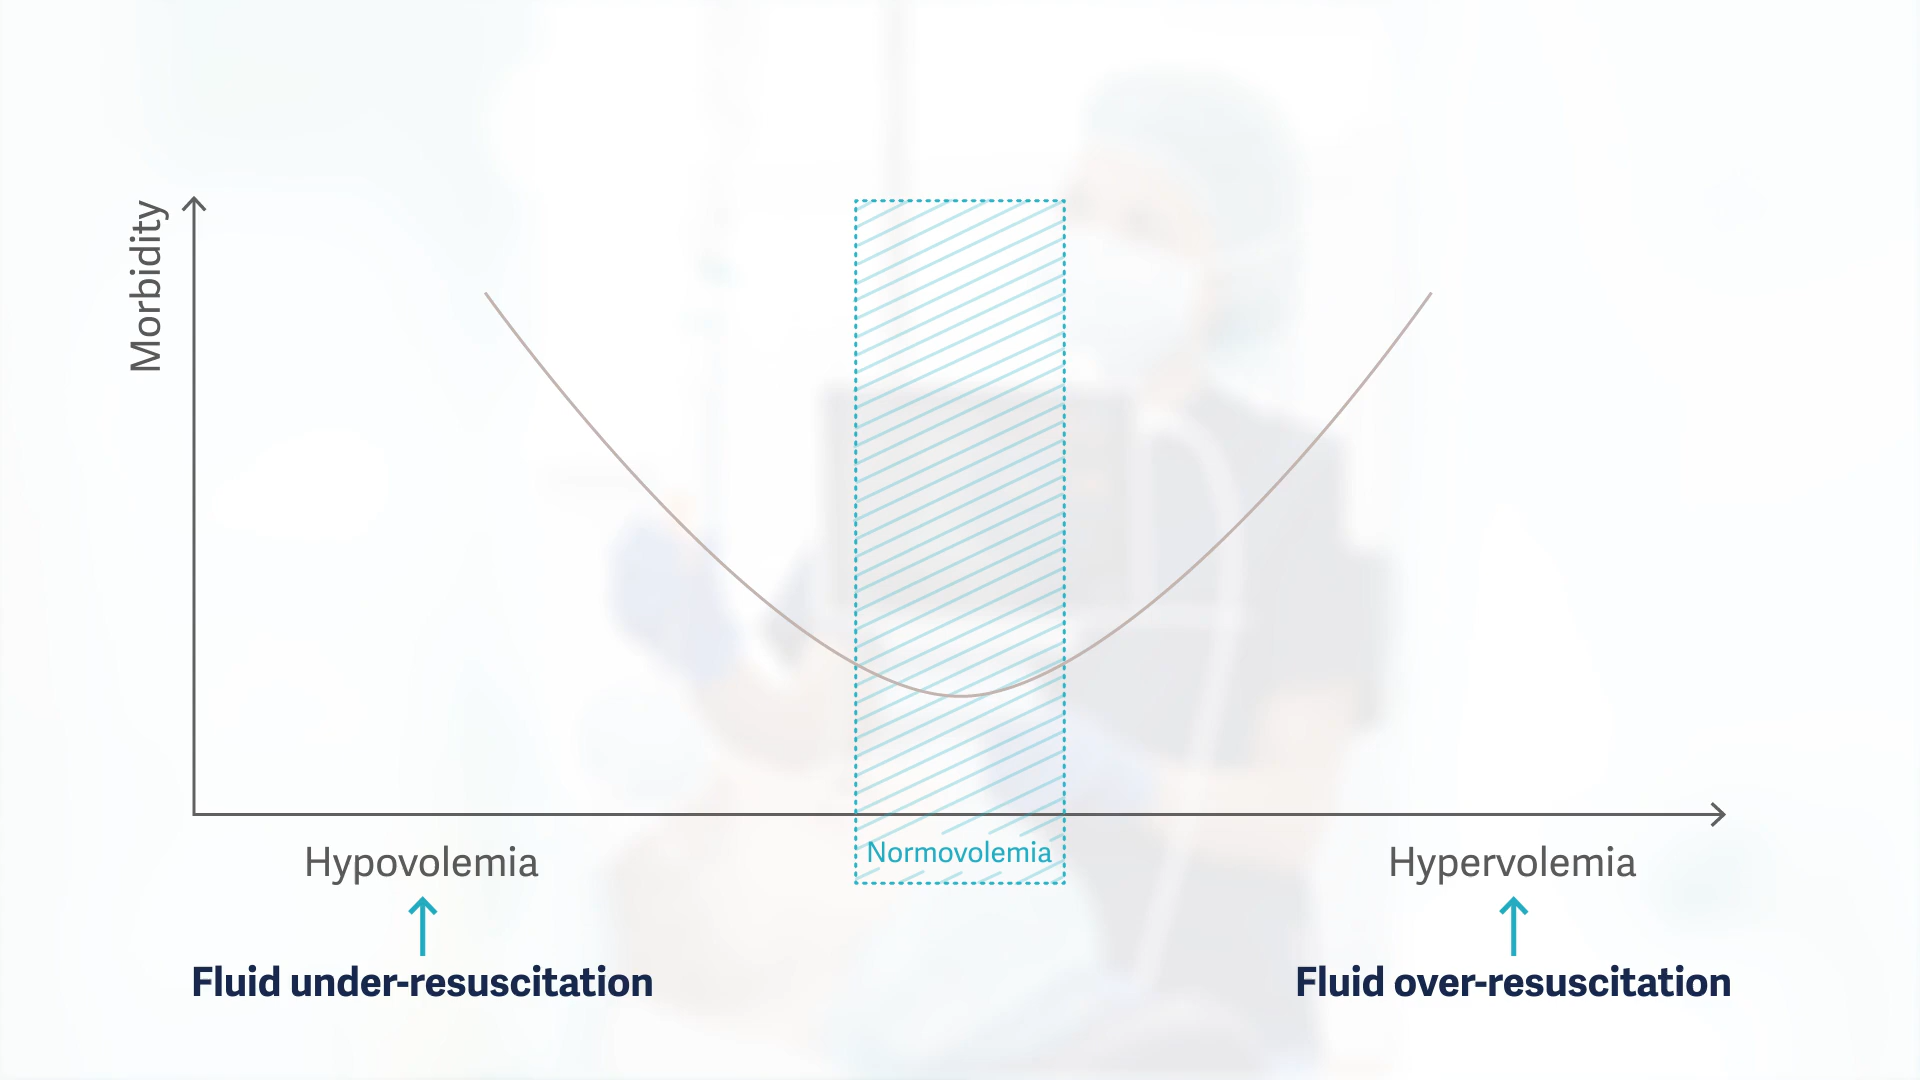 Morbidity
Hypovolemia
Normovolemia
Hypervolemia
Fluid under-resuscitation
Fluid over-resuscitation